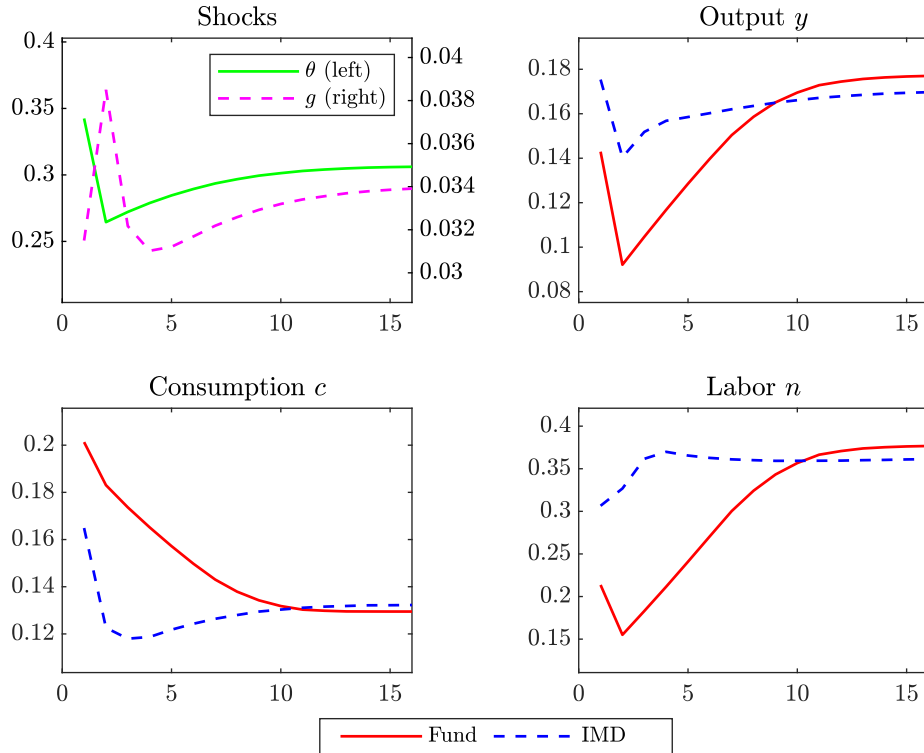 Shocks
0.4
0.35
0.3
0.25
0.04
0.038
0.036
0.034
0.032
0.03
θ (left)
g (right)
0 5 10 15
Output y
0.18
0.16
0.14
0.12
0.1
0.08
0 5 10 15
Consumption c
0.2
0.18
0.16
0.14
0.12
0 5 10 15
Labor n
0.4
0.35
0.3
0.25
0.2
0.15
0 5 10 15
Fund IMD